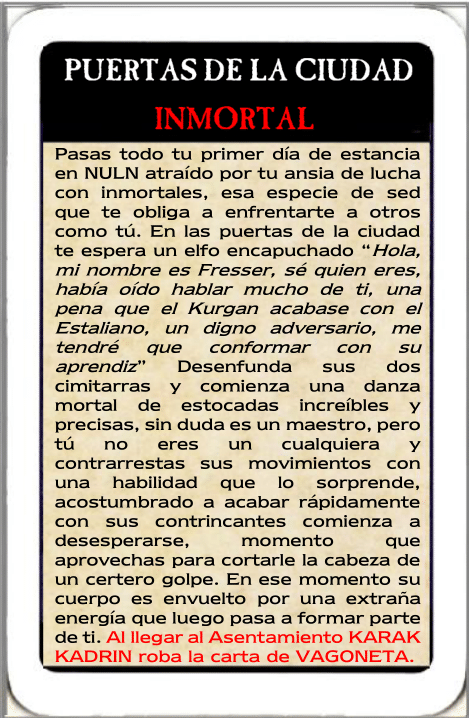 PUERTAS DE LA CIUDAD
INMORTAL
Pasas todo tu primer día de estancia
en NULN atraído por tu ansia de lucha
con inmortales, esa especie de sed
que te obliga a enfrentarte a otros
como tú. En las puertas de la ciudad
te espera un elfo encapuchado “Hola,
mi nombre es Fresser, sé quien eres,
había oído hablar mucho de ti, una
pena que el Kurgan acabase con el
Estaliano, un digno adversario, me
tendré que conformar con su
aprendiz” Desenfunda sus dos
cimitarras y comienza una danza
mortal de estocadas increíbles y
precisas, sin duda es un maestro, pero
tú no eres un cualquiera y
contrarrestas sus movimientos con
una habilidad que lo sorprende,
acostumbrado a acabar rápidamente
con sus contrincantes comienza a
desesperarse, momento que
aprovechas para cortarle la cabeza de
un certero golpe. En ese momento su
cuerpo es envuelto por una extraña
energía que luego pasa a formar parte
de ti. Al llegar al Asentamiento KARAK
KADRIN roba la carta de VAGONETA.